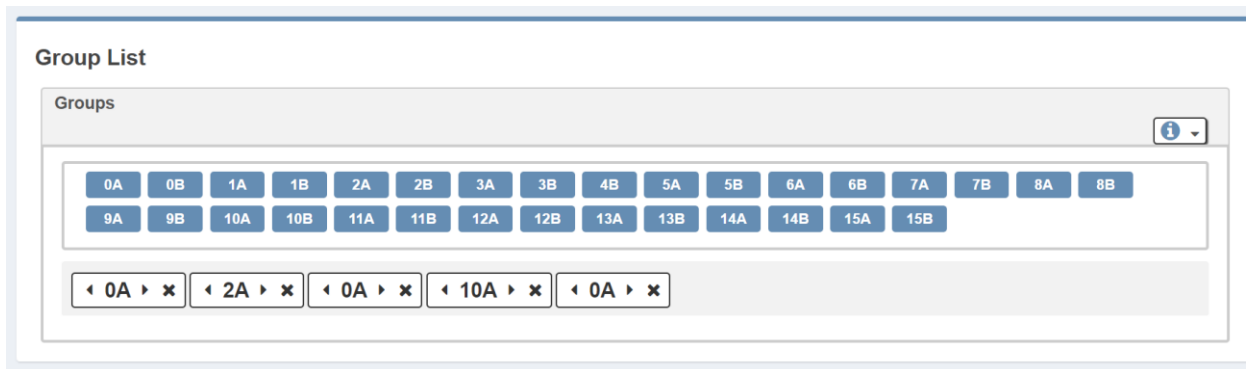 Group List
Groups
0A 0B 1A 1B 2A 2B 3A 3B 4B 5A 5B 6A 6B 7A 7B 8A 8B
9A 9B 10A 10B 11A 11B 12A 12B 13A 13B 14A 14B 15A 15B
0A 2A 0A 10A 0A